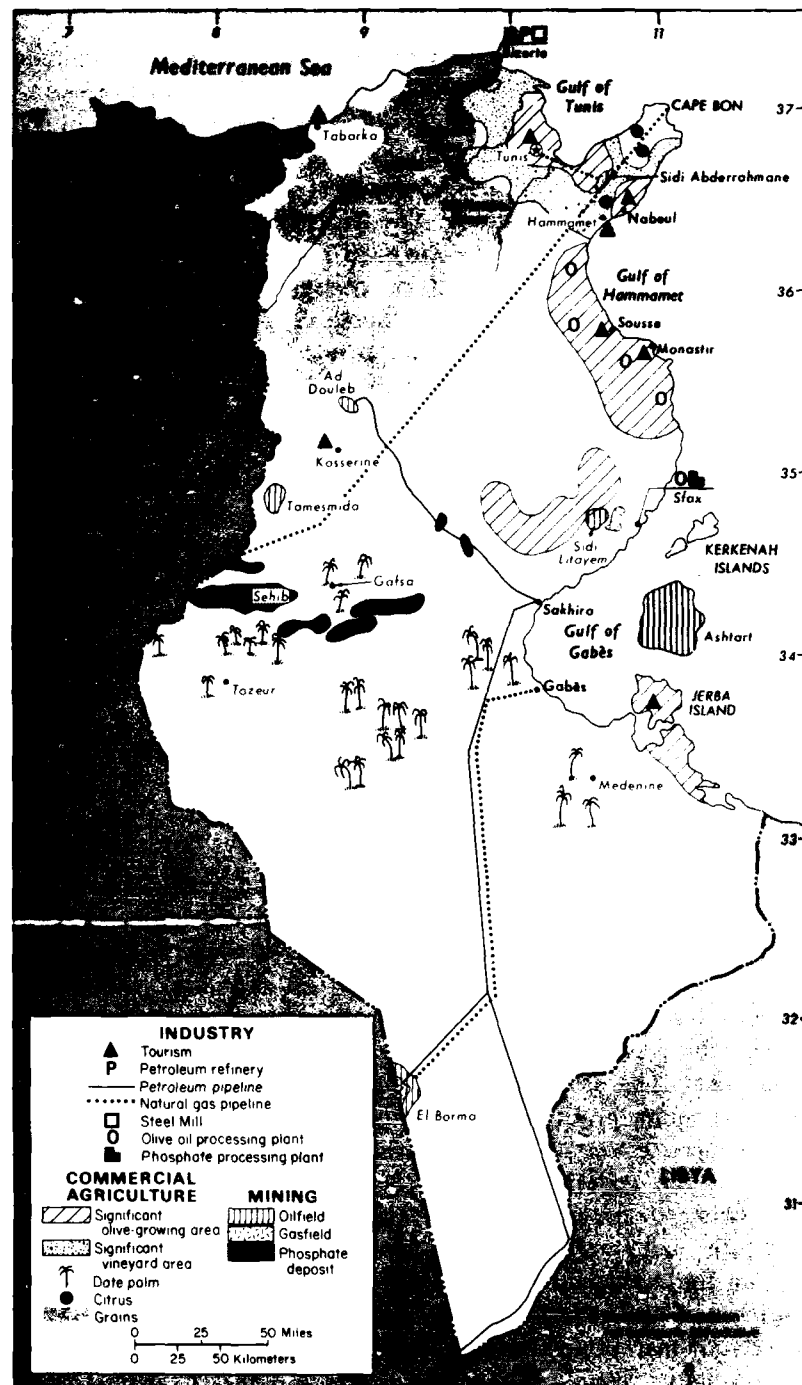 7
8
9
11
Mediterranean Sea
Bizerte
Gulf of
Tunis
CAPE BON
37
Tabarka
Tunis
Sidi Abderrahmane
Nabeul
Hammamet
Gulf of
Hammamet
36
Sousse
Monastir
Ad
Douleb
Kasserine
35
Tamesmida
Sfax
Sidi
Litayem
KERKENAH
ISLANDS
Gafsa
Sehib
Sakhira
Ashtart
Gulf of
Gabès
34
Tozeur
Gabès
JERBA
ISLAND
Medenine
33
32
El Borma
LIBYA
31
INDUSTRY
Tourism
P Petroleum refinery
Petroleum pipeline
Natural gas pipeline
Steel Mill
Olive oil processing plant
Phosphate processing plant
COMMERCIAL
AGRICULTURE
Significant
olive-growing area
Significant
vineyard area
Date palm
Citrus
Grains
MINING
Oilfield
Gasfield
Phosphate
deposit
0 25 50 Miles
0 25 50 Kilometers